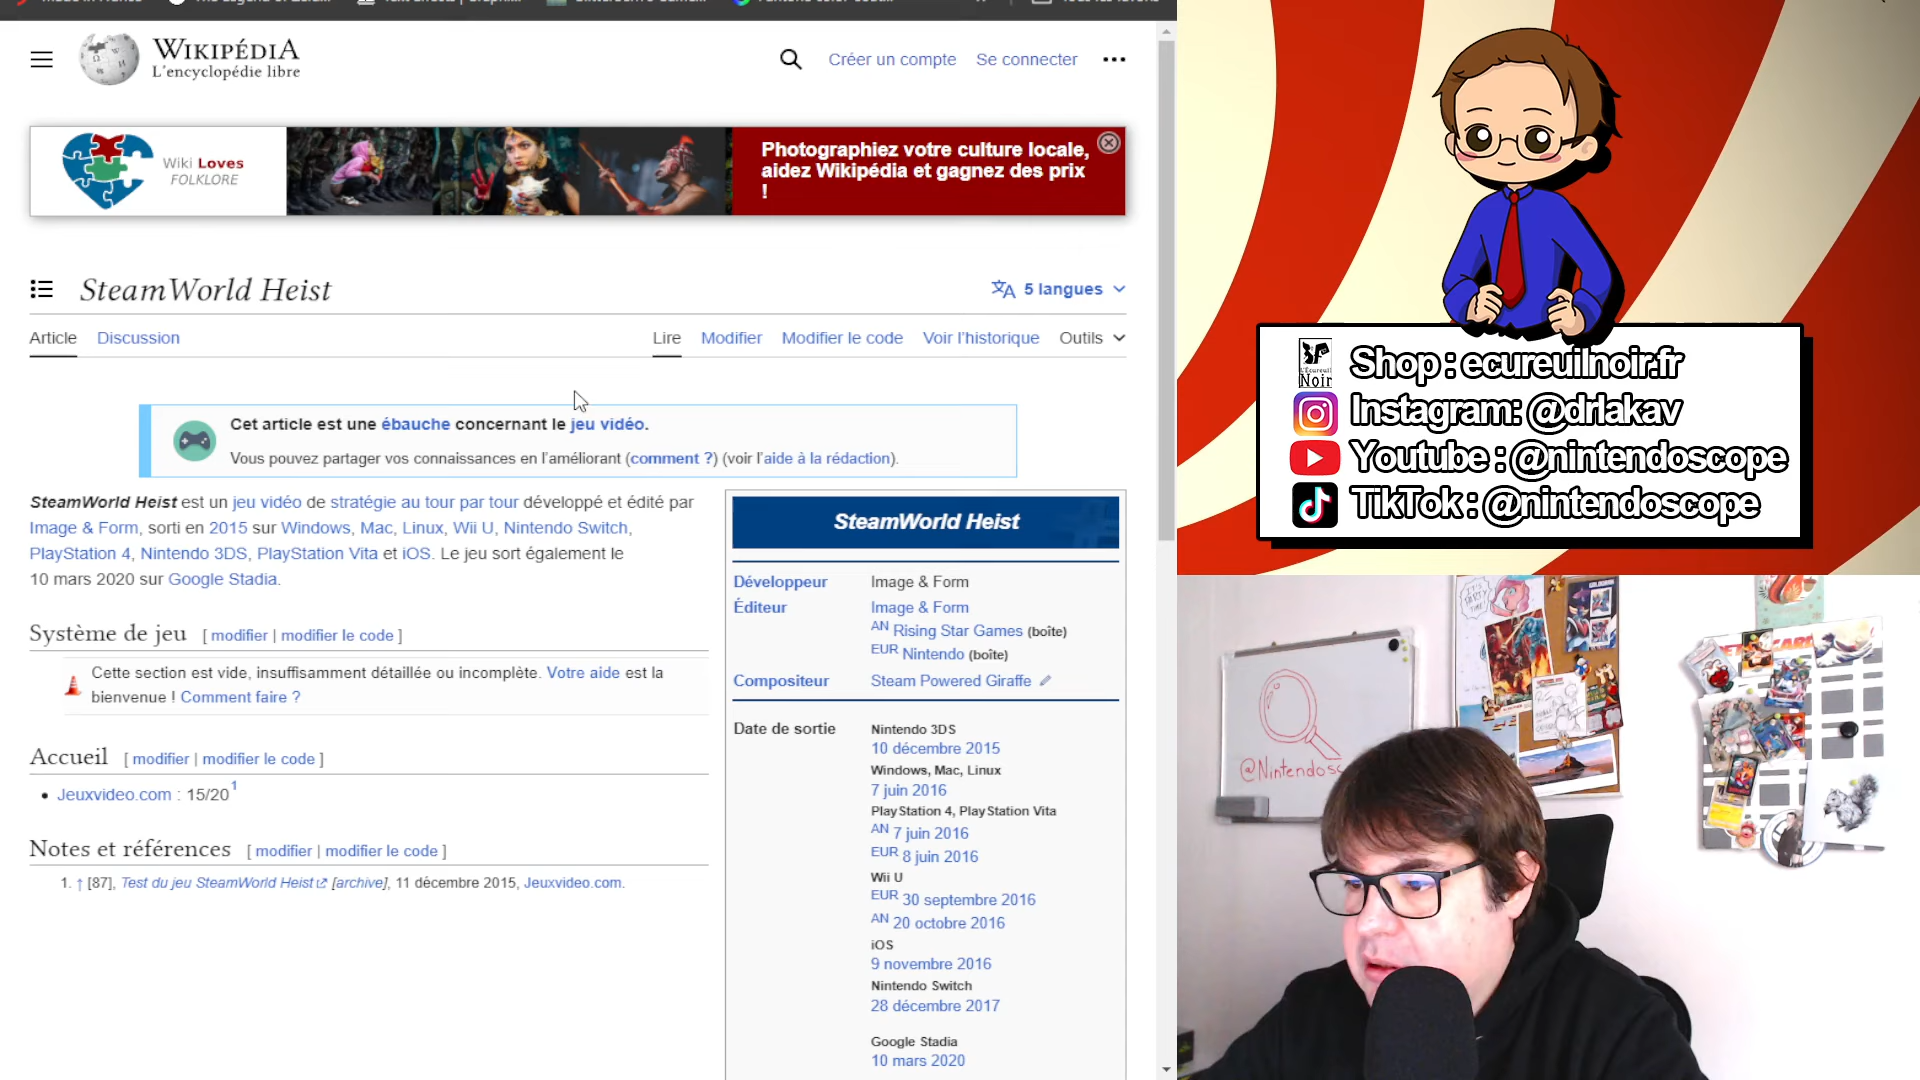 WIKIPÉDIA
L'encyclopédie libre
Créer un compte
Se connecter
Wiki Loves
FOLKLORE
Photographiez votre culture locale,
aidez Wikipédia et gagnez des prix
!
SteamWorld Heist
5 langues
Article
Discussion
Lire
Modifier
Modifier le code
Voir l'historique
Outils
Cet article est une ébauche concernant le jeu vidéo.
Vous pouvez partager vos connaissances en l'améliorant (comment ?) (voir l'aide à la rédaction).
SteamWorld Heist est un jeu vidéo de stratégie au tour par tour développé et édité par
Image & Form, sorti en 2015 sur Windows, Mac, Linux, Wii U, Nintendo Switch,
PlayStation 4, Nintendo 3DS, PlayStation Vita et iOS. Le jeu sort également le
10 mars 2020 sur Google Stadia.
Système de jeu [ modifier | modifier le code ]
Cette section est vide, insuffisamment détaillée ou incomplète. Votre aide est la
bienvenue ! Comment faire ?
Accueil [ modifier | modifier le code ]
• Jeuxvideo.com : 15/20 1
Notes et références [ modifier | modifier le code ]
1. ↑ [87], Test du jeu SteamWorld Heist [archive], 11 décembre 2015, Jeuxvideo.com.
SteamWorld Heist
Développeur Image & Form
Éditeur Image & Form
AN Rising Star Games (boîte)
EUR Nintendo (boîte)
Compositeur Steam Powered Giraffe
Date de sortie Nintendo 3DS
10 décembre 2015
Windows, Mac, Linux
7 juin 2016
PlayStation 4, PlayStation Vita
AN 7 juin 2016
EUR 8 juin 2016
Wii U
EUR 30 septembre 2016
AN 20 octobre 2016
iOS
9 novembre 2016
Nintendo Switch
28 décembre 2017
Google Stadia
10 mars 2020
L'Écureuil
Noir
Shop : ecureuilnoir.fr
Instagram: @drlakav
Youtube : @nintendoscope
TikTok : @nintendoscope
@Nintendosc